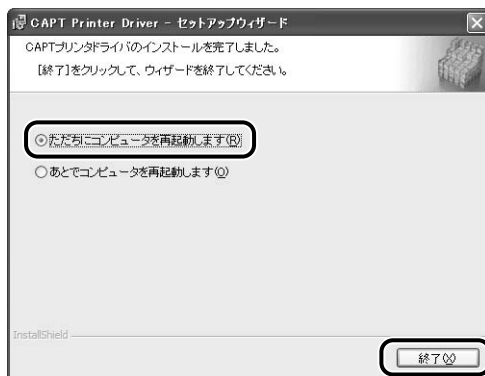 CAPT Printer Driver - セットアップウィザード
CAPTプリンタドライバのインストールを完了しました。
［終了］をクリックして、ウィザードを終了してください。
ただちにコンピュータを再起動します(R)
あとでコンピュータを再起動します(O)
InstallShield
終了(X)